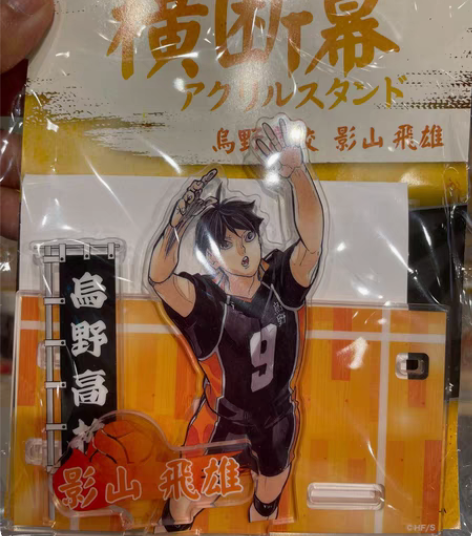 横断幕
アクリルスタンド
烏野高校 影山 飛雄
烏野高校
9
影山 飛雄
©HF/S